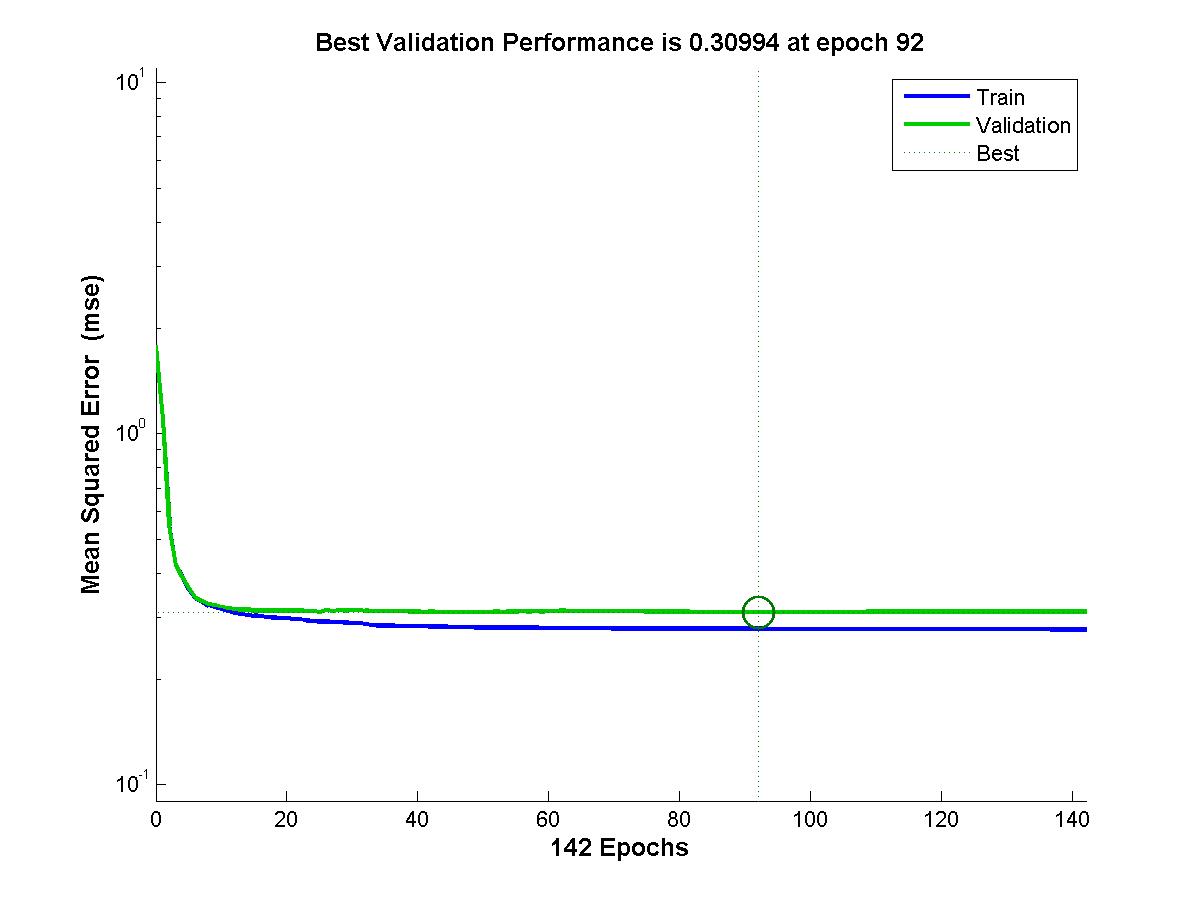 Best Validation Performance is 0.30994 at epoch 92
10^1
Train
Validation
Best
Mean Squared Error (mse)
10^0
10^-1
0 20 40 60 80 100 120 140
142 Epochs